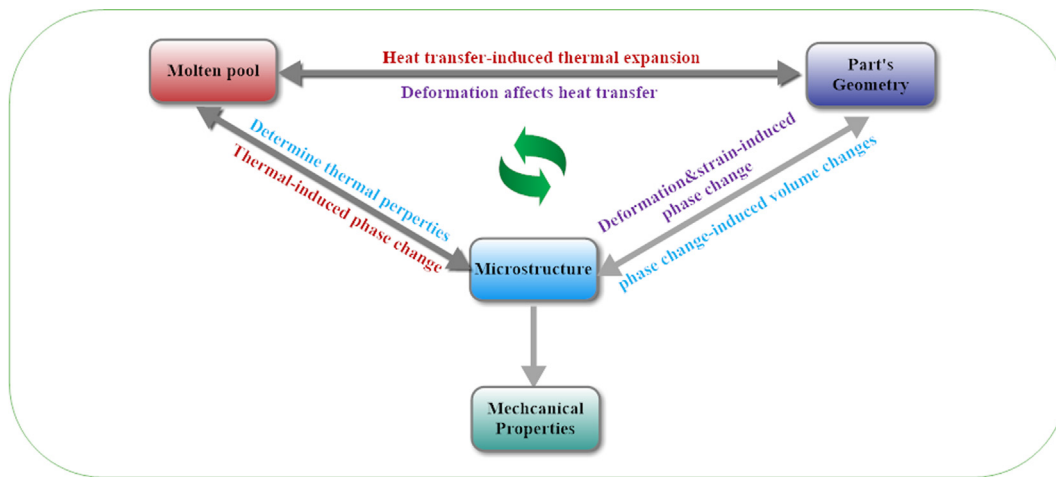 Heat transfer-induced thermal expansion
Molten pool
Part's
Geometry
Deformation affects heat transfer
Determine thermal perperties
Thermal-induced phase change
Deformation&strain-induced
phase change
phase change-induced volume changes
Microstructure
Mechcanical
Properties